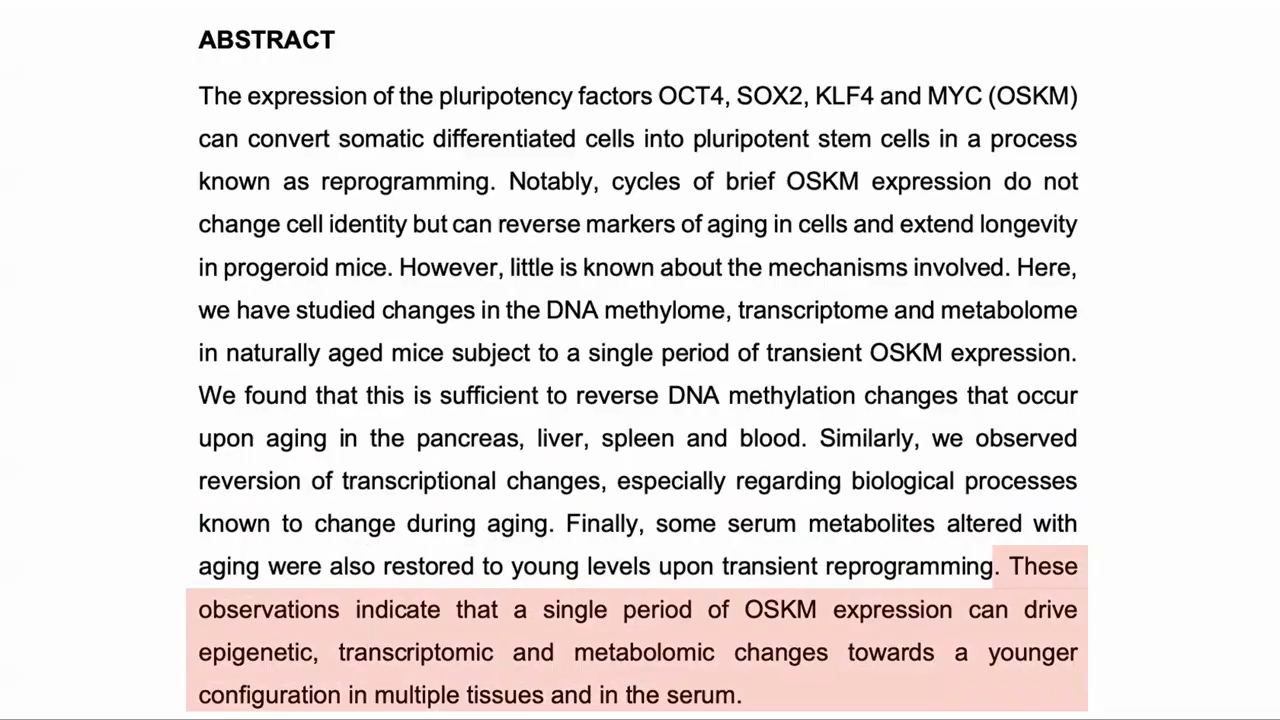 ABSTRACT
The expression of the pluripotency factors OCT4, SOX2, KLF4 and MYC (OSKM)
can convert somatic differentiated cells into pluripotent stem cells in a process
known as reprogramming. Notably, cycles of brief OSKM expression do not
change cell identity but can reverse markers of aging in cells and extend longevity
in progeroid mice. However, little is known about the mechanisms involved. Here,
we have studied changes in the DNA methylome, transcriptome and metabolome
in naturally aged mice subject to a single period of transient OSKM expression.
We found that this is sufficient to reverse DNA methylation changes that occur
upon aging in the pancreas, liver, spleen and blood. Similarly, we observed
reversion of transcriptional changes, especially regarding biological processes
known to change during aging. Finally, some serum metabolites altered with
aging were also restored to young levels upon transient reprogramming. These
observations indicate that a single period of OSKM expression can drive
epigenetic, transcriptomic and metabolomic changes towards a younger
configuration in multiple tissues and in the serum.